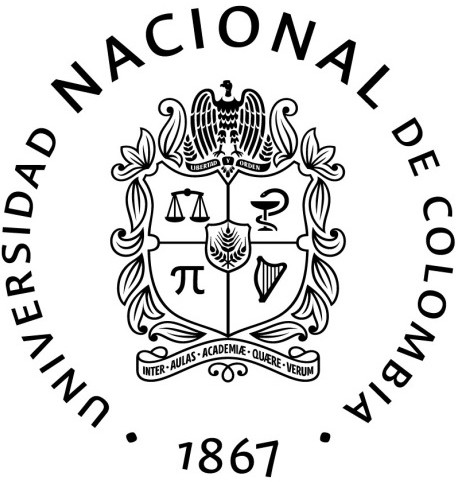 UNIVERSIDAD NACIONAL DE COLOMBIA
LIBERTAD Y ORDEN
π
INTER · AULAS · ACADEMIÆ · QUÆRE · VERUM
· 1867 ·